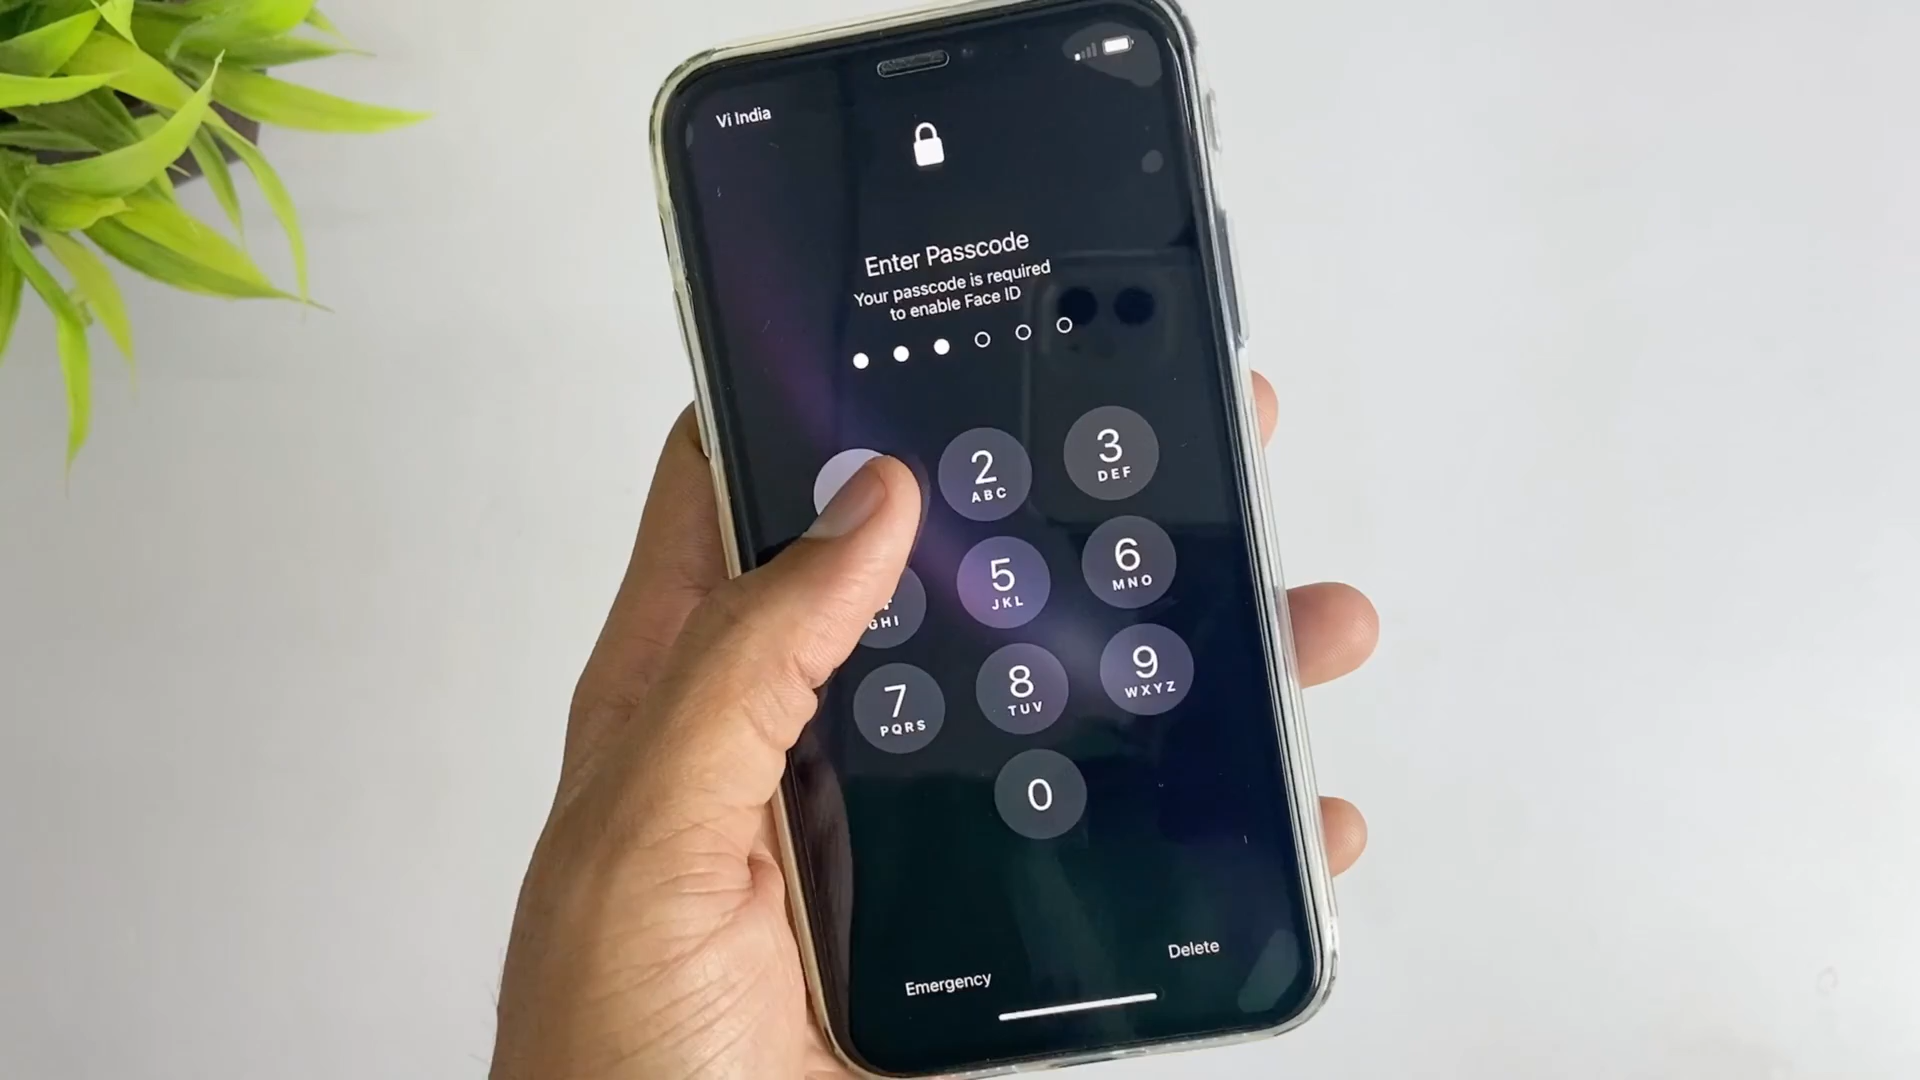 Vi India
Enter Passcode
Your passcode is required
to enable Face ID
2
ABC
3
DEF
GHI
5
JKL
6
MNO
7
PQRS
8
TUV
9
WXYZ
0
Emergency
Delete